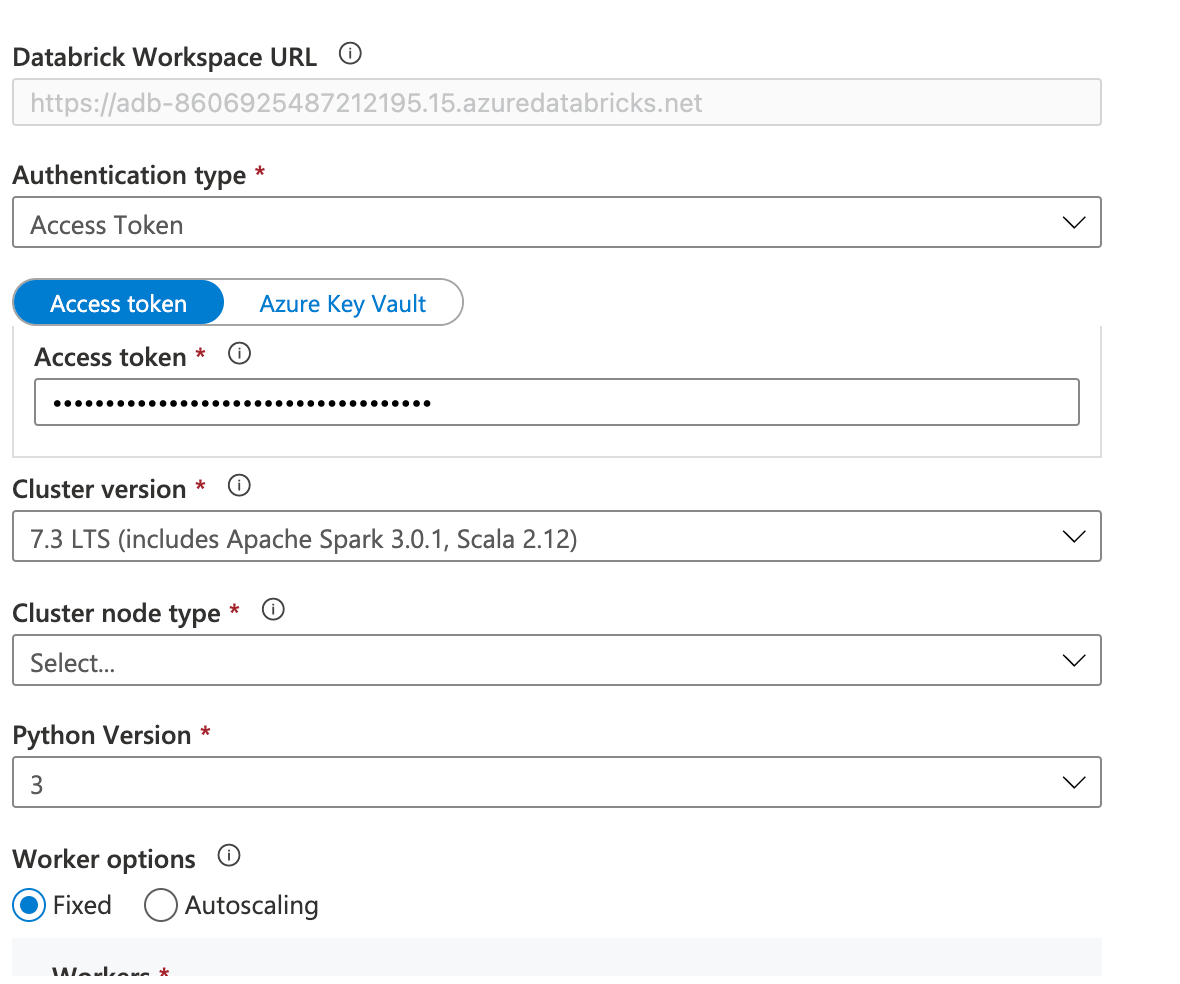 Databrick Workspace URL
https://adb-8606925487212195.15.azuredatabricks.net
Authentication type *
Access Token
Access token Azure Key Vault
Access token *
••••••••••••••••••••••••••••••••••••
Cluster version *
7.3 LTS (includes Apache Spark 3.0.1, Scala 2.12)
Cluster node type *
Select...
Python Version *
3
Worker options
Fixed Autoscaling
Workers *